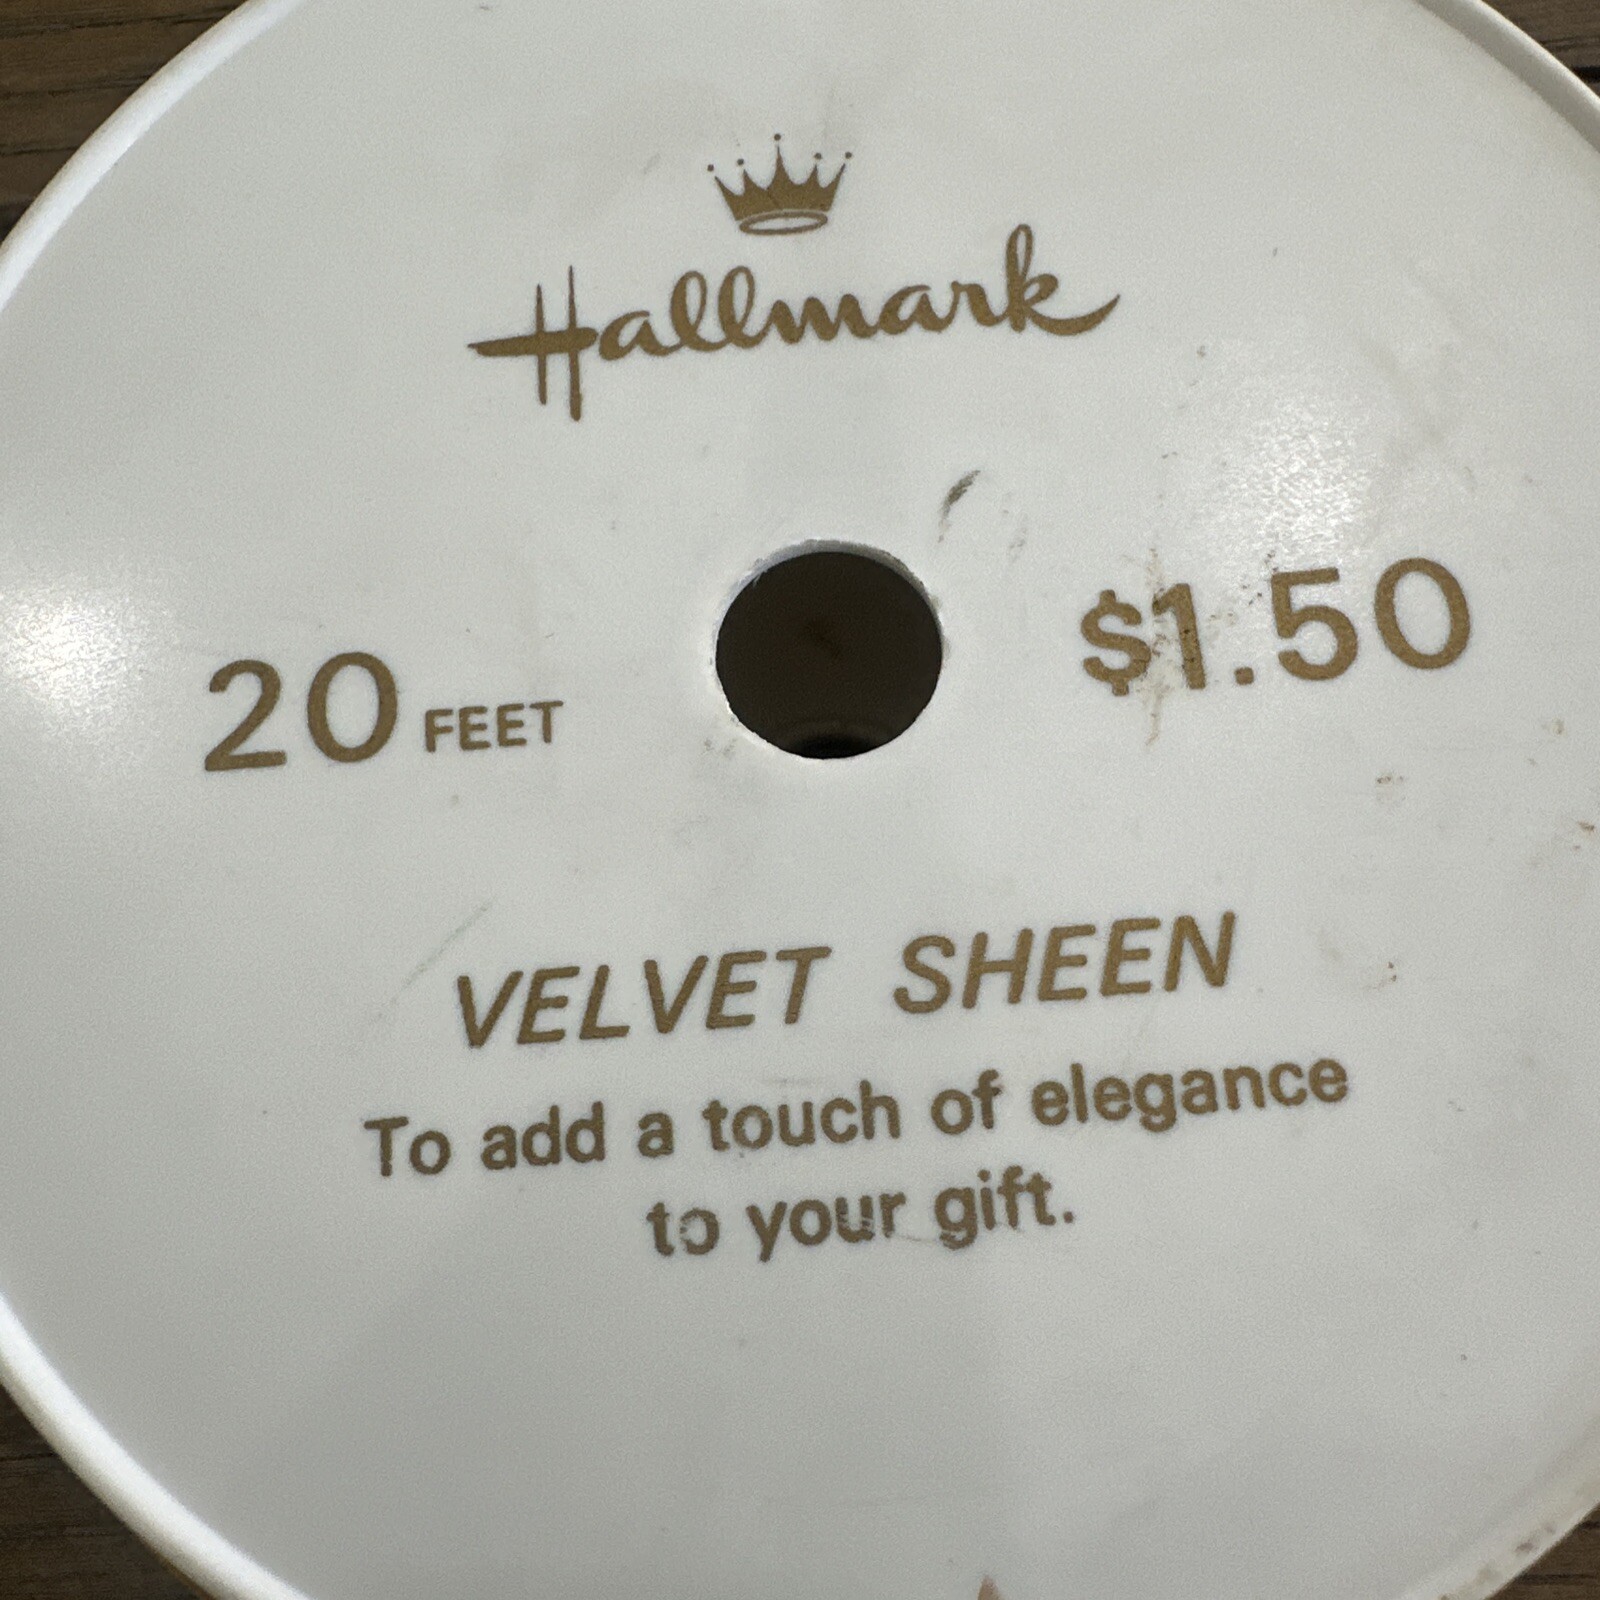 Hallmark
20 FEET
$1.50
VELVET SHEEN
To add a touch of elegance
to your gift.